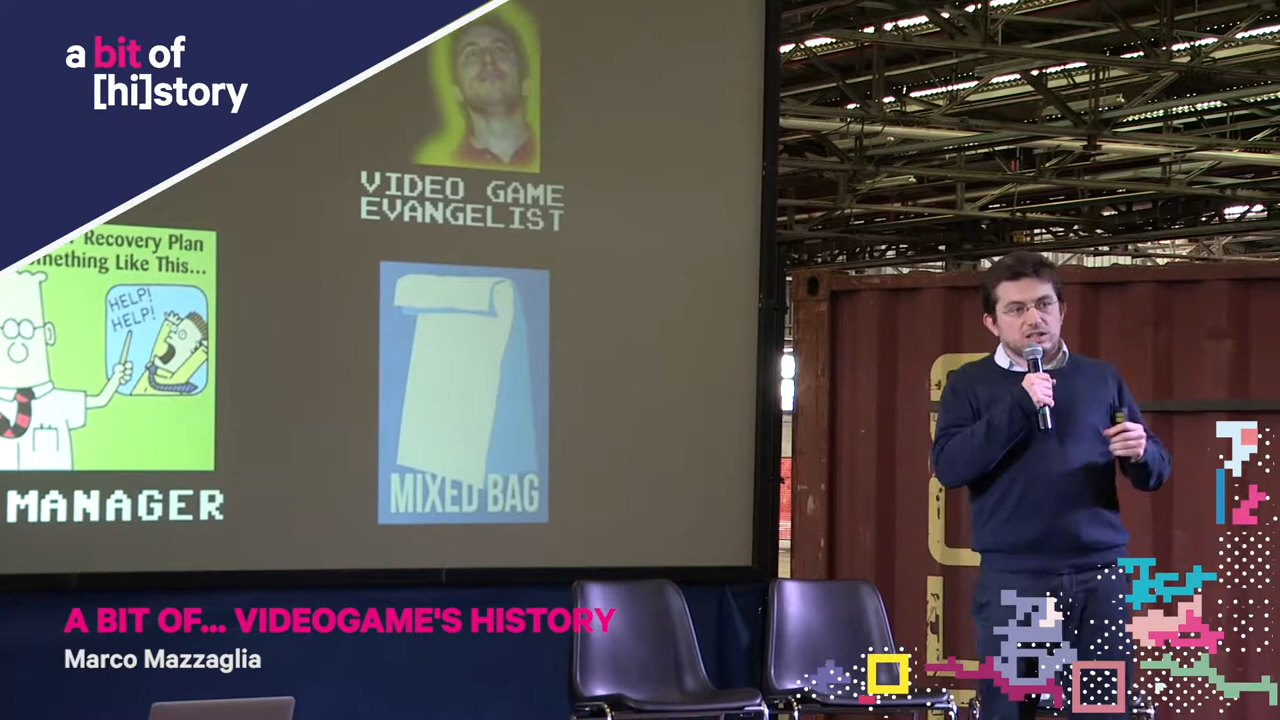 a bit of
[hi]story
VIDEO GAME
EVANGELIST
Recovery Plan
Something Like This...
HELP!
HELP!
MANAGER
MIXED BAG
A BIT OF... VIDEOGAME'S HISTORY
Marco Mazzaglia